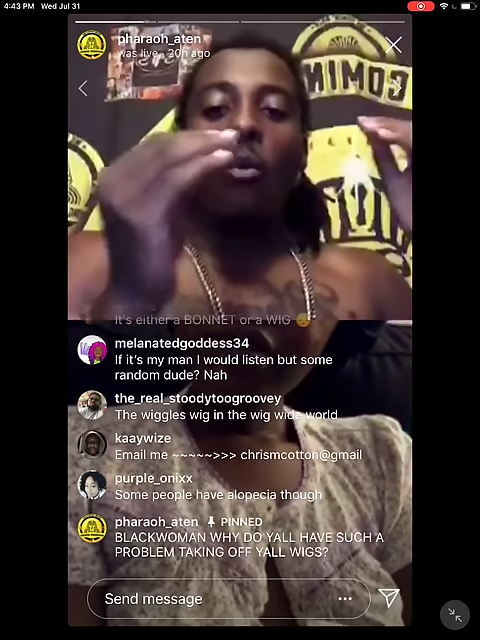 4:43 PM Wed Jul 31
pharaoh_aten
was live · 30h ago
COMIN
It's either a BONNET or a WIG 😔
melanatedgoddess34
If it's my man I would listen but some
random dude? Nah
the_real_stoodytoogroovey
The wiggles wig in the wig wide world
kaaywize
Email me ~~~~~>>> chrismcotton@gmail
purple_onixx
Some people have alopecia though
pharaoh_aten PINNED
BLACKWOMAN WHY DO YALL HAVE SUCH A
PROBLEM TAKING OFF YALL WIGS?
Send message